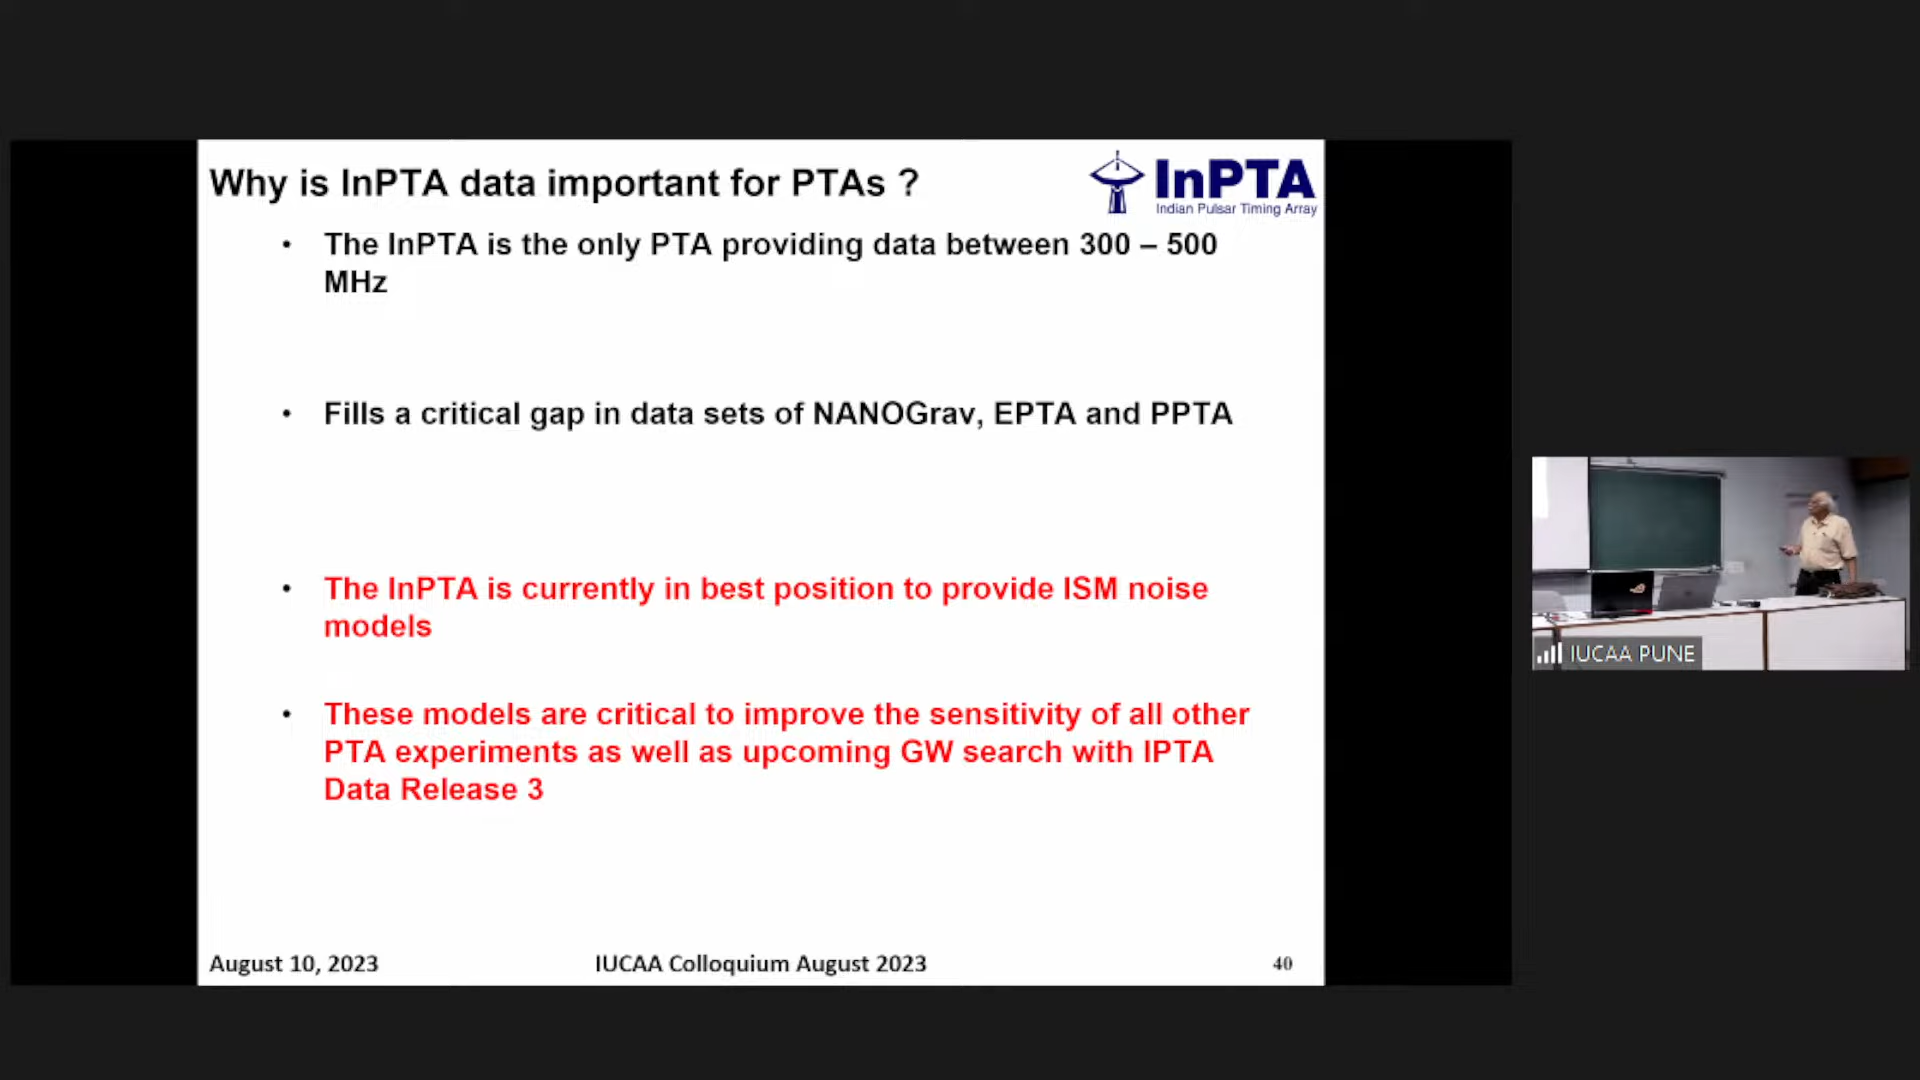 Why is InPTA data important for PTAs ?
InPTA
Indian Pulsar Timing Array
• The InPTA is the only PTA providing data between 300 – 500
MHz
• Fills a critical gap in data sets of NANOGrav, EPTA and PPTA
• The InPTA is currently in best position to provide ISM noise
models
• These models are critical to improve the sensitivity of all other
PTA experiments as well as upcoming GW search with IPTA
Data Release 3
August 10, 2023
IUCAA Colloquium August 2023
40
IUCAA PUNE